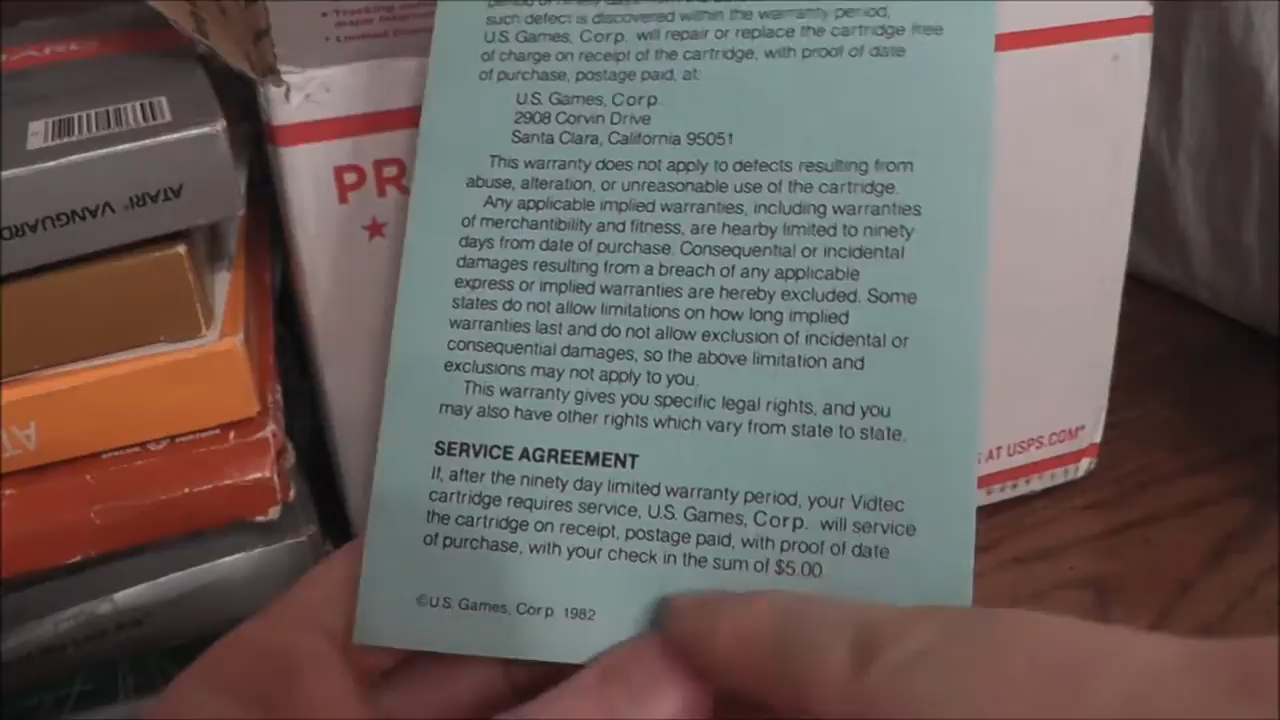 period of ninety days from the
such defect is discovered within the warranty period,
U.S. Games, Corp. will repair or replace the cartridge free
of charge on receipt of the cartridge, with proof of date
of purchase, postage paid, at:
U.S. Games, Corp.
2908 Corvin Drive
Santa Clara, California 95051
This warranty does not apply to defects resulting from
abuse, alteration, or unreasonable use of the cartridge.
Any applicable implied warranties, including warranties
of merchantibility and fitness, are hearby limited to ninety
days from date of purchase. Consequential or incidental
damages resulting from a breach of any applicable
express or implied warranties are hereby excluded. Some
states do not allow limitations on how long implied
warranties last and do not allow exclusion of incidental or
consequential damages, so the above limitation and
exclusions may not apply to you.
This warranty gives you specific legal rights, and you
may also have other rights which vary from state to state.
SERVICE AGREEMENT
If, after the ninety day limited warranty period, your Vidtec
cartridge requires service, U.S. Games, Corp. will service
the cartridge on receipt, postage paid, with proof of date
of purchase, with your check in the sum of $5.00
©U.S. Games, Corp. 1982
ATARI® VANGUARD
PR
AT USPS.COM®